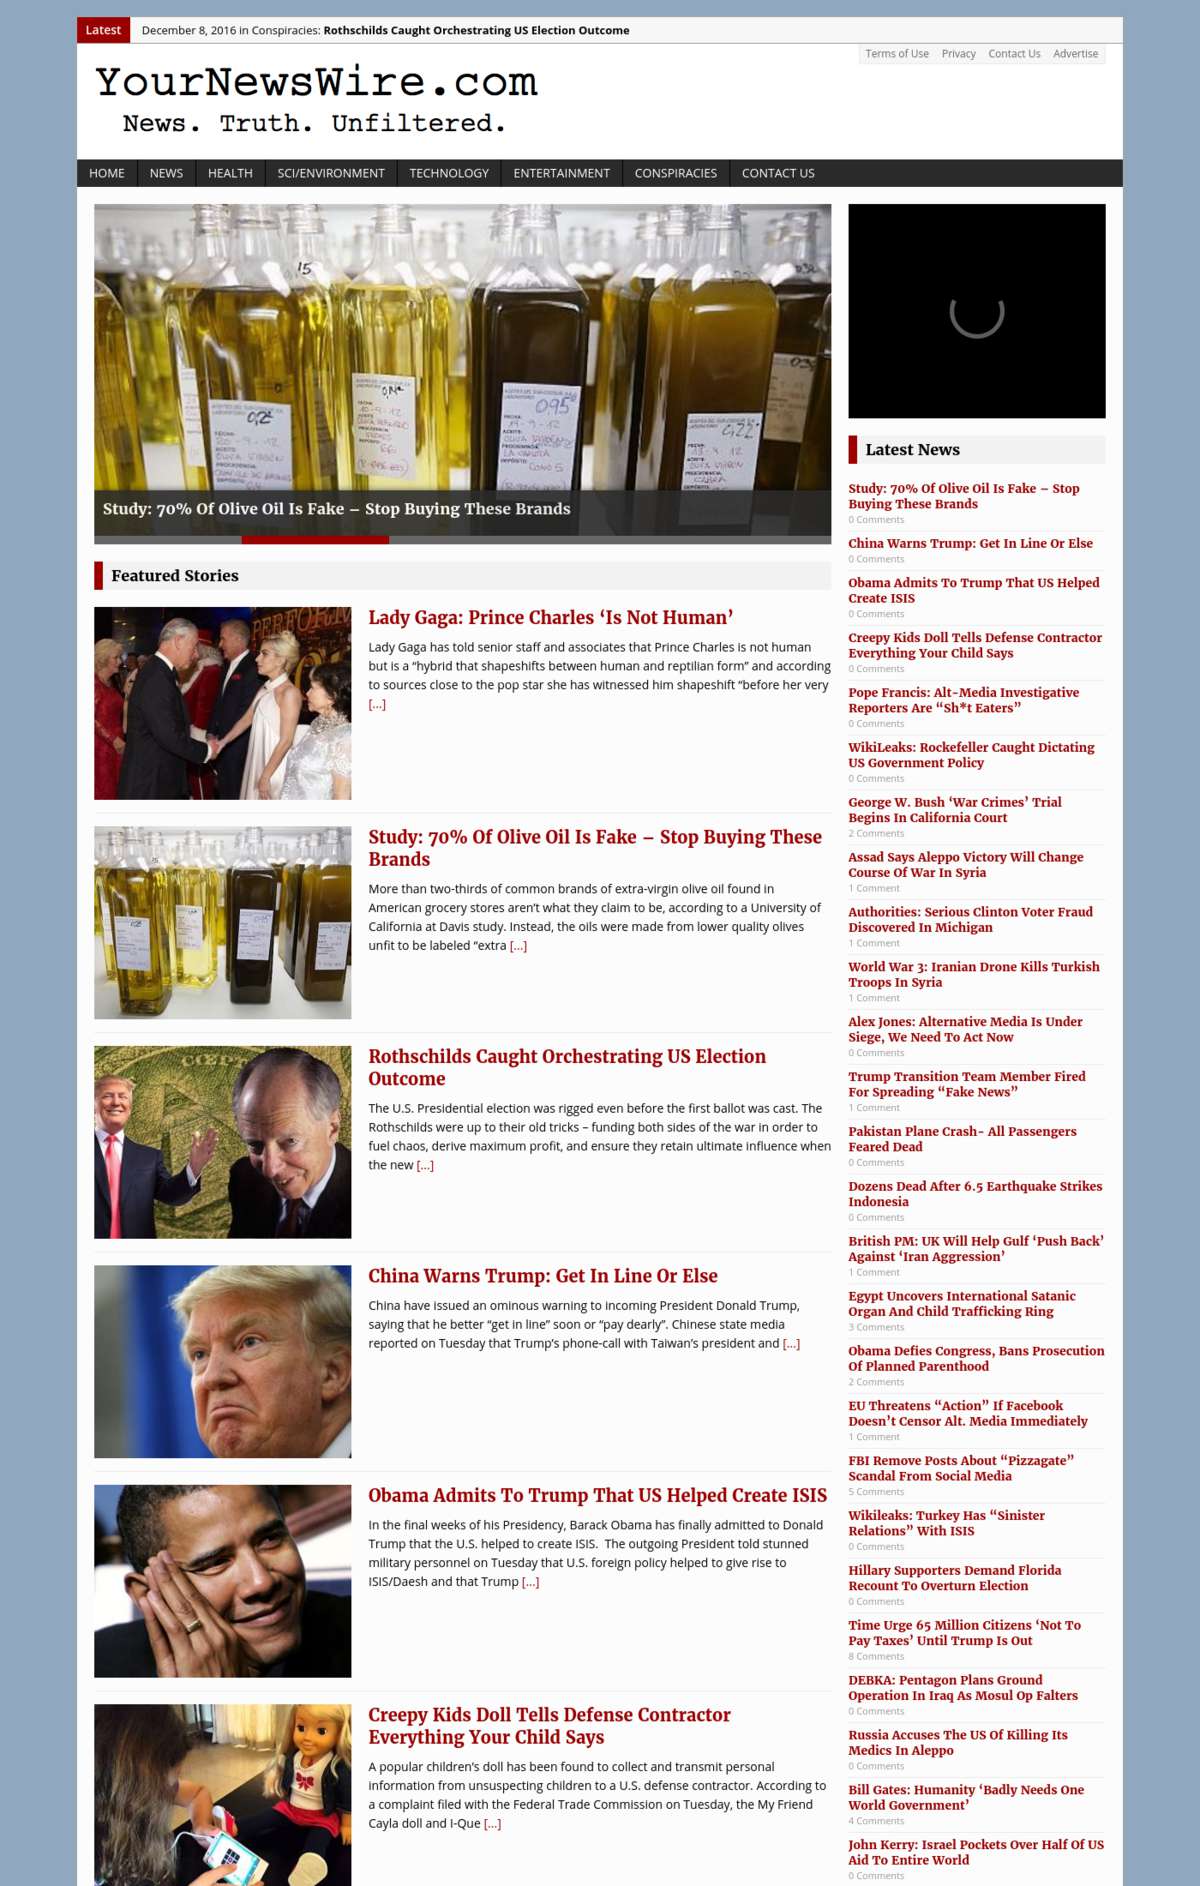 Latest
December 8, 2016 in Conspiracies: Rothschilds Caught Orchestrating US Election Outcome
Terms of Use Privacy Contact Us Advertise
YourNewsWire.com
News. Truth. Unfiltered.
HOME NEWS HEALTH SCI/ENVIRONMENT TECHNOLOGY ENTERTAINMENT CONSPIRACIES CONTACT US
Study: 70% Of Olive Oil Is Fake – Stop Buying These Brands
Featured Stories
Lady Gaga: Prince Charles ‘Is Not Human’
Lady Gaga has told senior staff and associates that Prince Charles is not human
but is a “hybrid that shapeshifts between human and reptilian form” and according
to sources close to the pop star she has witnessed him shapeshift “before her very
[...]
Study: 70% Of Olive Oil Is Fake – Stop Buying These
Brands
More than two-thirds of common brands of extra-virgin olive oil found in
American grocery stores aren’t what they claim to be, according to a University of
California at Davis study. Instead, the oils were made from lower quality olives
unfit to be labeled “extra [...]
Rothschilds Caught Orchestrating US Election
Outcome
The U.S. Presidential election was rigged even before the first ballot was cast. The
Rothschilds were up to their old tricks – funding both sides of the war in order to
fuel chaos, derive maximum profit, and ensure they retain ultimate influence when
the new [...]
China Warns Trump: Get In Line Or Else
China have issued an ominous warning to incoming President Donald Trump,
saying that he better “get in line” soon or “pay dearly”. Chinese state media
reported on Tuesday that Trump’s phone-call with Taiwan’s president and [...]
Obama Admits To Trump That US Helped Create ISIS
In the final weeks of his Presidency, Barack Obama has finally admitted to Donald
Trump that the U.S. helped to create ISIS.  The outgoing President told stunned
military personnel on Tuesday that U.S. foreign policy helped to give rise to
ISIS/Daesh and that Trump [...]
Creepy Kids Doll Tells Defense Contractor
Everything Your Child Says
A popular children’s doll has been found to collect and transmit personal
information from unsuspecting children to a U.S. defense contractor. According to
a complaint filed with the Federal Trade Commission on Tuesday, the My Friend
Cayla doll and I-Que [...]
Latest News
Study: 70% Of Olive Oil Is Fake – Stop
Buying These Brands
0 Comments
China Warns Trump: Get In Line Or Else
0 Comments
Obama Admits To Trump That US Helped
Create ISIS
0 Comments
Creepy Kids Doll Tells Defense Contractor
Everything Your Child Says
0 Comments
Pope Francis: Alt-Media Investigative
Reporters Are “Sh*t Eaters”
0 Comments
WikiLeaks: Rockefeller Caught Dictating
US Government Policy
0 Comments
George W. Bush ‘War Crimes’ Trial
Begins In California Court
2 Comments
Assad Says Aleppo Victory Will Change
Course Of War In Syria
1 Comment
Authorities: Serious Clinton Voter Fraud
Discovered In Michigan
1 Comment
World War 3: Iranian Drone Kills Turkish
Troops In Syria
1 Comment
Alex Jones: Alternative Media Is Under
Siege, We Need To Act Now
0 Comments
Trump Transition Team Member Fired
For Spreading “Fake News”
1 Comment
Pakistan Plane Crash- All Passengers
Feared Dead
0 Comments
Dozens Dead After 6.5 Earthquake Strikes
Indonesia
0 Comments
British PM: UK Will Help Gulf ‘Push Back’
Against ‘Iran Aggression’
1 Comment
Egypt Uncovers International Satanic
Organ And Child Trafficking Ring
3 Comments
Obama Defies Congress, Bans Prosecution
Of Planned Parenthood
2 Comments
EU Threatens “Action” If Facebook
Doesn’t Censor Alt. Media Immediately
1 Comment
FBI Remove Posts About “Pizzagate”
Scandal From Social Media
5 Comments
Wikileaks: Turkey Has “Sinister
Relations” With ISIS
0 Comments
Hillary Supporters Demand Florida
Recount To Overturn Election
0 Comments
Time Urge 65 Million Citizens ‘Not To
Pay Taxes’ Until Trump Is Out
8 Comments
DEBKA: Pentagon Plans Ground
Operation In Iraq As Mosul Op Falters
0 Comments
Russia Accuses The US Of Killing Its
Medics In Aleppo
0 Comments
Bill Gates: Humanity ‘Badly Needs One
World Government’
4 Comments
John Kerry: Israel Pockets Over Half Of US
Aid To Entire World
0 Comments